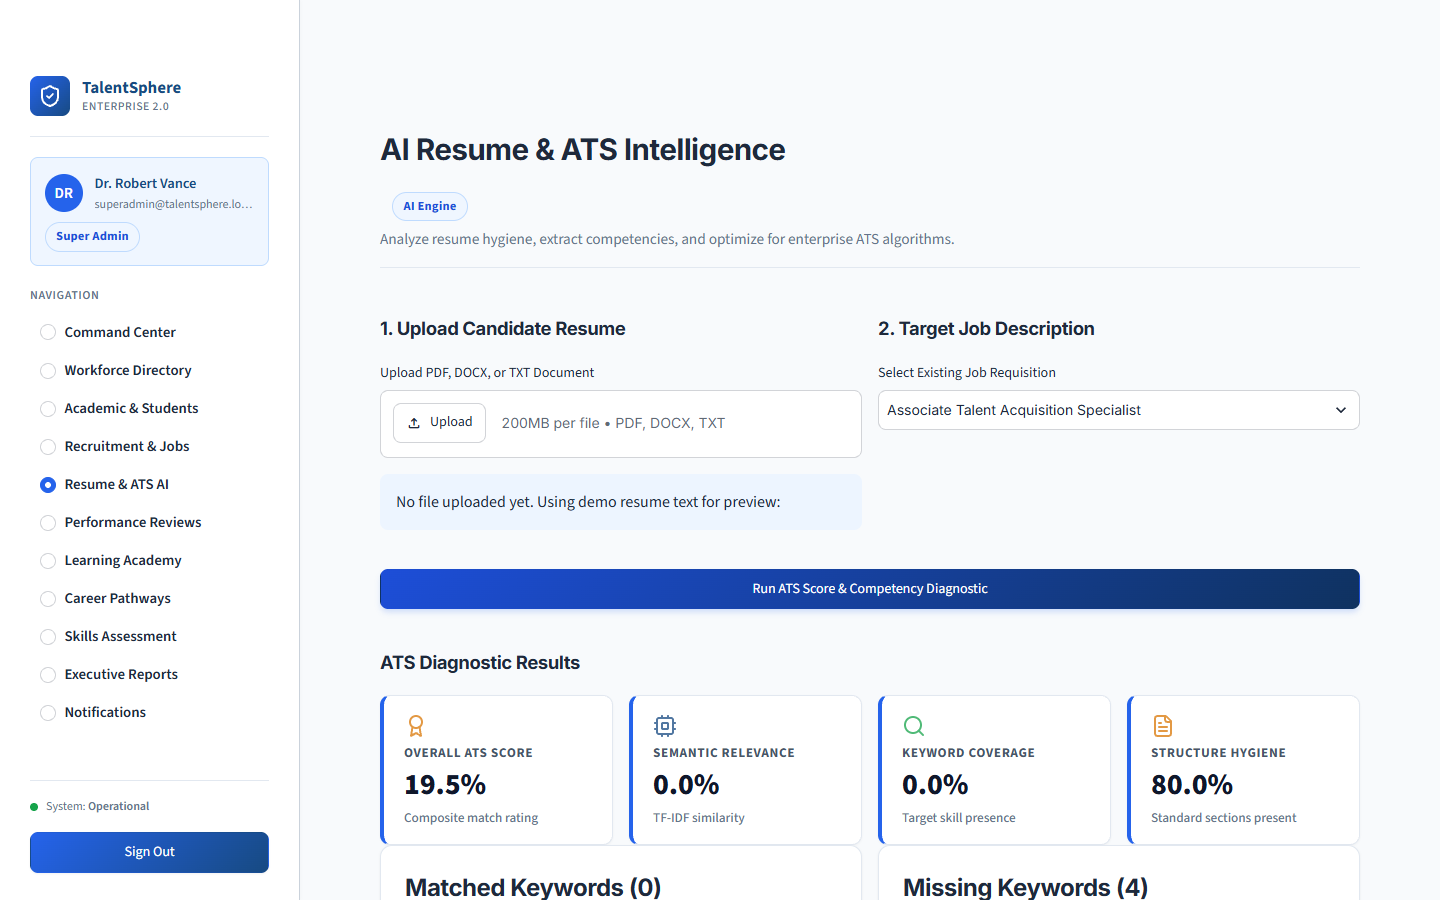 TalentSphere
ENTERPRISE 2.0
DR
Dr. Robert Vance
superadmin@talentsphere.lo...
Super Admin
NAVIGATION
Command Center
Workforce Directory
Academic & Students
Recruitment & Jobs
Resume & ATS AI
Performance Reviews
Learning Academy
Career Pathways
Skills Assessment
Executive Reports
Notifications
System: Operational
Sign Out
AI Resume & ATS Intelligence
AI Engine
Analyze resume hygiene, extract competencies, and optimize for enterprise ATS algorithms.
1. Upload Candidate Resume
Upload PDF, DOCX, or TXT Document
Upload
200MB per file • PDF, DOCX, TXT
No file uploaded yet. Using demo resume text for preview:
2. Target Job Description
Select Existing Job Requisition
Associate Talent Acquisition Specialist
Run ATS Score & Competency Diagnostic
ATS Diagnostic Results
OVERALL ATS SCORE
19.5%
Composite match rating
SEMANTIC RELEVANCE
0.0%
TF-IDF similarity
KEYWORD COVERAGE
0.0%
Target skill presence
STRUCTURE HYGIENE
80.0%
Standard sections present
Matched Keywords (0)
Missing Keywords (4)